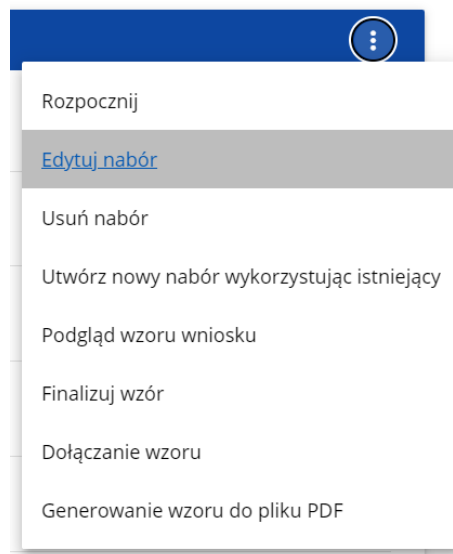 Rozpocznij
Edytuj nabór
Usuń nabór
Utwórz nowy nabór wykorzystując istniejący
Podgląd wzoru wniosku
Finalizuj wzór
Dołączanie wzoru
Generowanie wzoru do pliku PDF